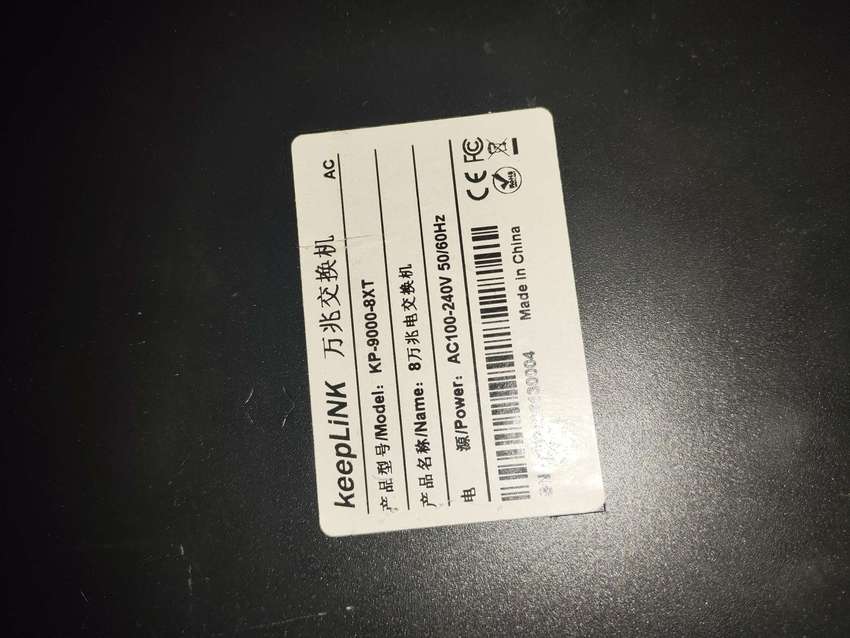 keepLiNK 万兆交换机 AC
产品型号/Model: KP-9000-8XT
产品名称/Name: 8万兆电交换机
电 源/Power: AC100-240V 50/60Hz
CE FC
RoHS
Made in China